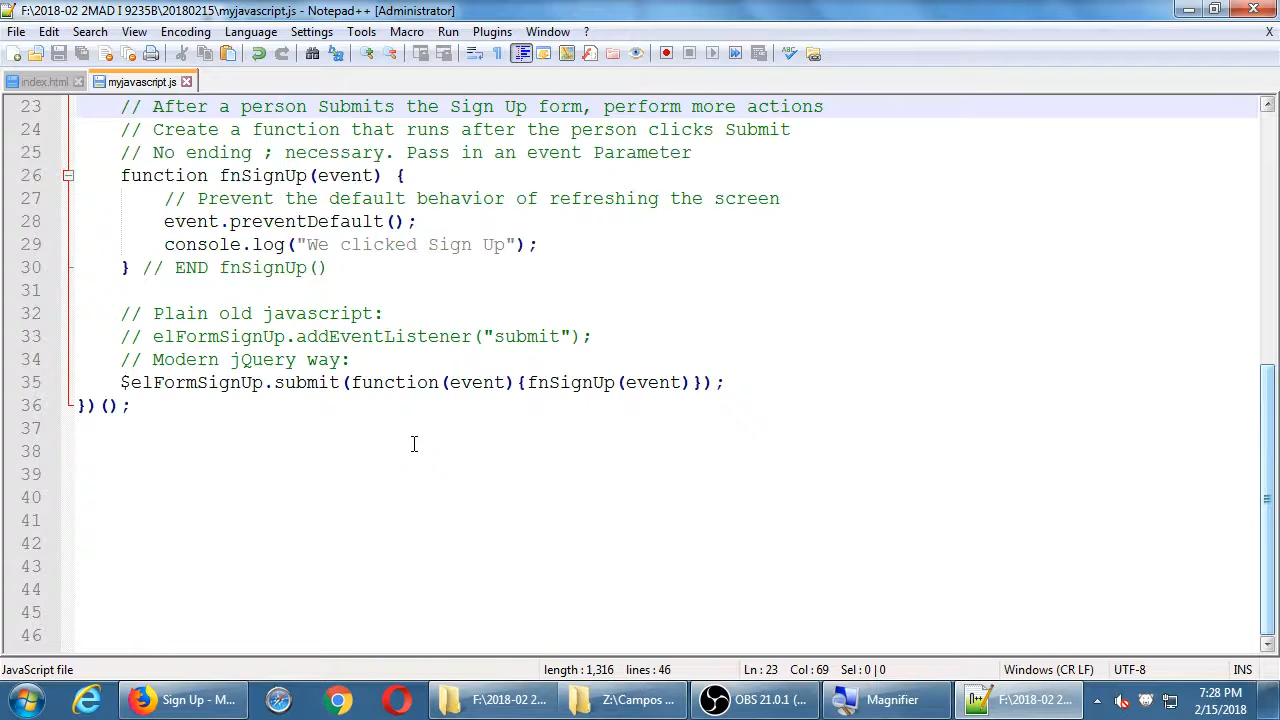 F:\2018-02 2MAD I 9235B\20180215\myjavascript.js - Notepad++ [Administrator]
File Edit Search View Encoding Language Settings Tools Macro Run Plugins Window ? X
index.html myjavascript.js
23 // After a person Submits the Sign Up form, perform more actions
24 // Create a function that runs after the person clicks Submit
25 // No ending ; necessary. Pass in an event Parameter
26 function fnSignUp(event) {
27 // Prevent the default behavior of refreshing the screen
28 event.preventDefault();
29 console.log("We clicked Sign Up");
30 } // END fnSignUp()
31
32 // Plain old javascript:
33 // elFormSignUp.addEventListener("submit");
34 // Modern jQuery way:
35 $elFormSignUp.submit(function(event){fnSignUp(event)});
36 })();
37
38
39
40
41
42
43
44
45
46
JavaScript file length : 1,316 lines : 46 Ln : 23 Col : 69 Sel : 0 | 0 Windows (CR LF) UTF-8 INS
Sign Up - M... F:\2018-02 2... Z:\Campos ... OBS 21.0.1 (... Magnifier F:\2018-02 2... 7:28 PM
2/15/2018